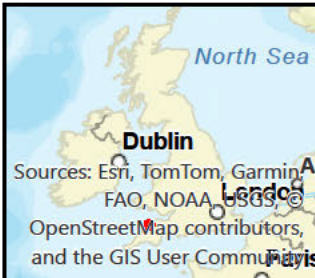 North Sea
Dublin
Sources: Esri, TomTom, Garmin,
FAO, NOAA, USGS, ©
OpenStreetMap contributors,
and the GIS User Community